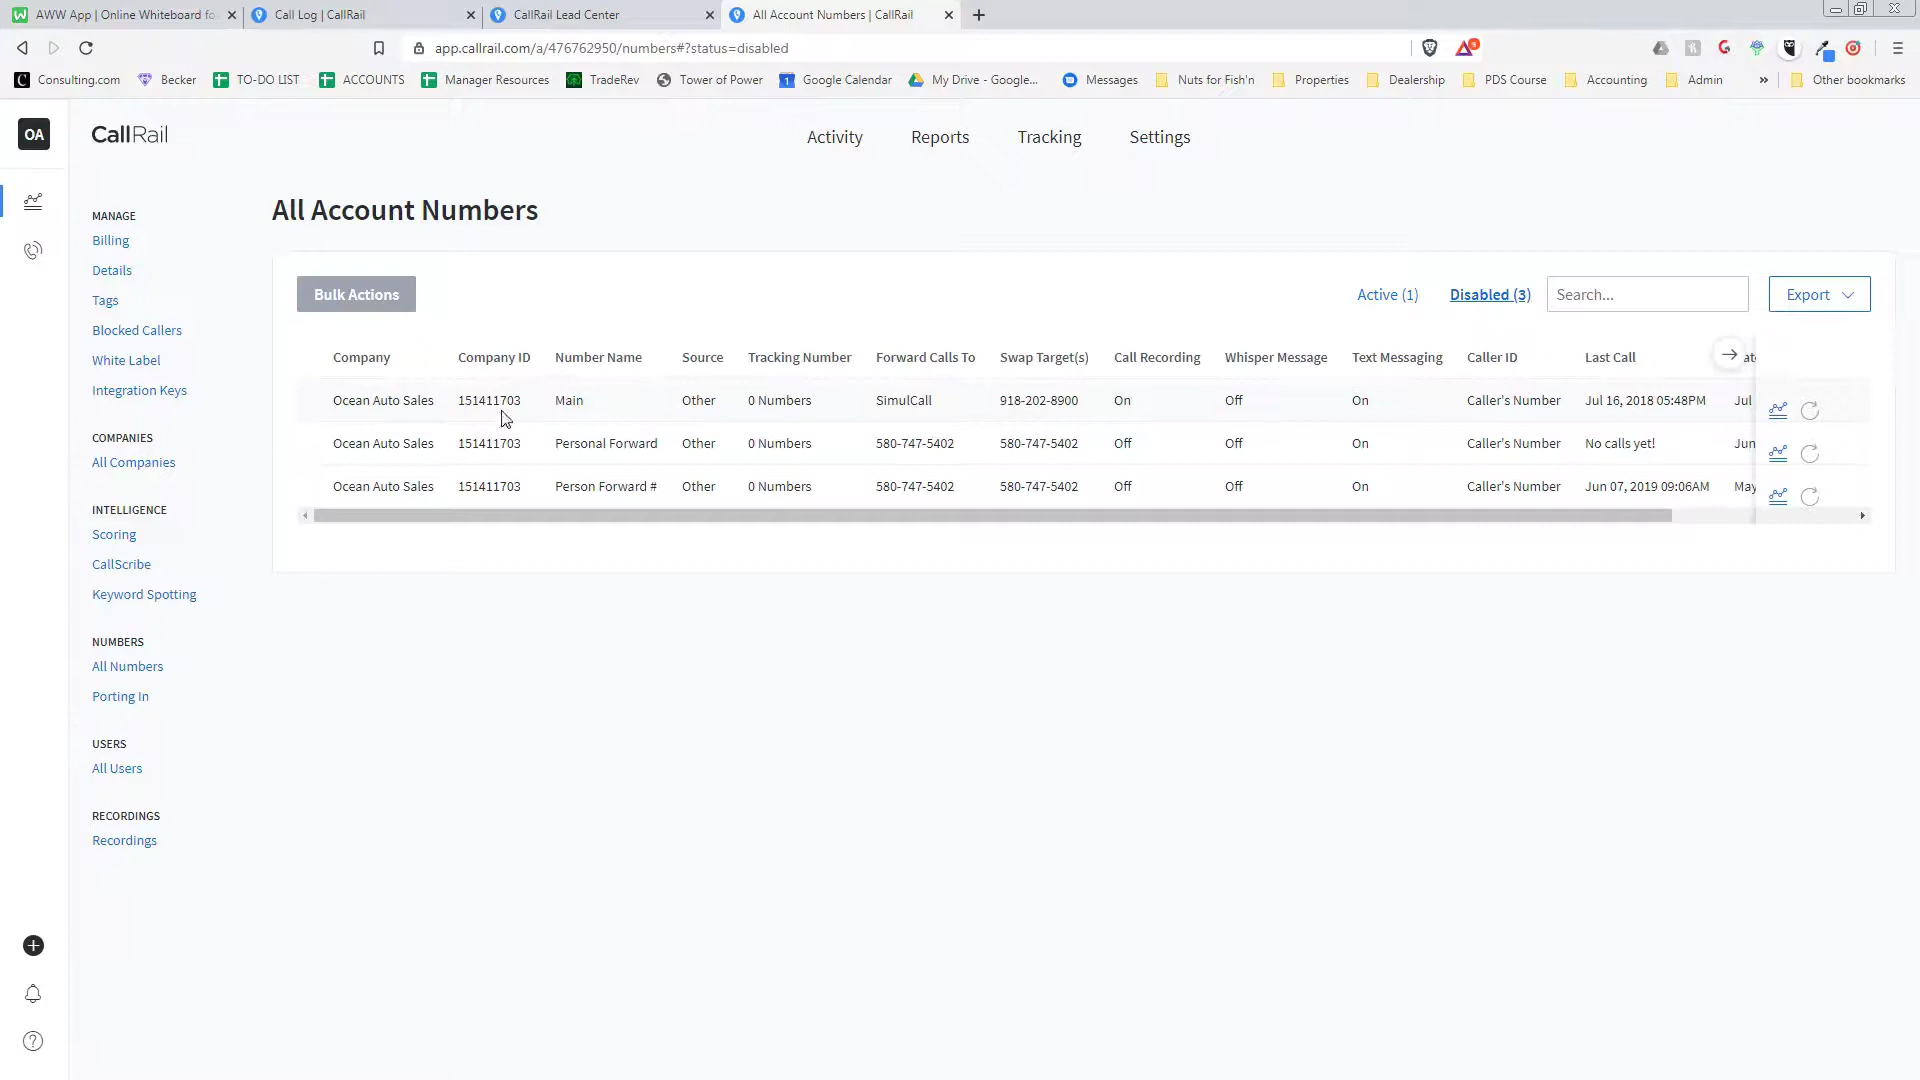 AWW App | Online Whiteboard fo
Call Log | CallRail
CallRail Lead Center
All Account Numbers | CallRail
app.callrail.com/a/476762950/numbers#?status=disabled
Consulting.com
Becker
TO-DO LIST
ACCOUNTS
Manager Resources
TradeRev
Tower of Power
Google Calendar
My Drive - Google...
Messages
Nuts for Fish'n
Properties
Dealership
PDS Course
Accounting
Admin
»
Other bookmarks
OA
CallRail
Activity
Reports
Tracking
Settings
MANAGE
Billing
Details
Tags
Blocked Callers
White Label
Integration Keys
COMPANIES
All Companies
INTELLIGENCE
Scoring
CallScribe
Keyword Spotting
NUMBERS
All Numbers
Porting In
USERS
All Users
RECORDINGS
Recordings
All Account Numbers
Bulk Actions
Active (1)
Disabled (3)
Search...
Export
Company Company ID Number Name Source Tracking Number Forward Calls To Swap Target(s) Call Recording Whisper Message Text Messaging Caller ID Last Call
Ocean Auto Sales 151411703 Main Other 0 Numbers SimulCall 918-202-8900 On Off On Caller's Number Jul 16, 2018 05:48PM Jul
Ocean Auto Sales 151411703 Personal Forward Other 0 Numbers 580-747-5402 580-747-5402 Off Off On Caller's Number No calls yet! Jun
Ocean Auto Sales 151411703 Person Forward # Other 0 Numbers 580-747-5402 580-747-5402 Off Off On Caller's Number Jun 07, 2019 09:06AM May